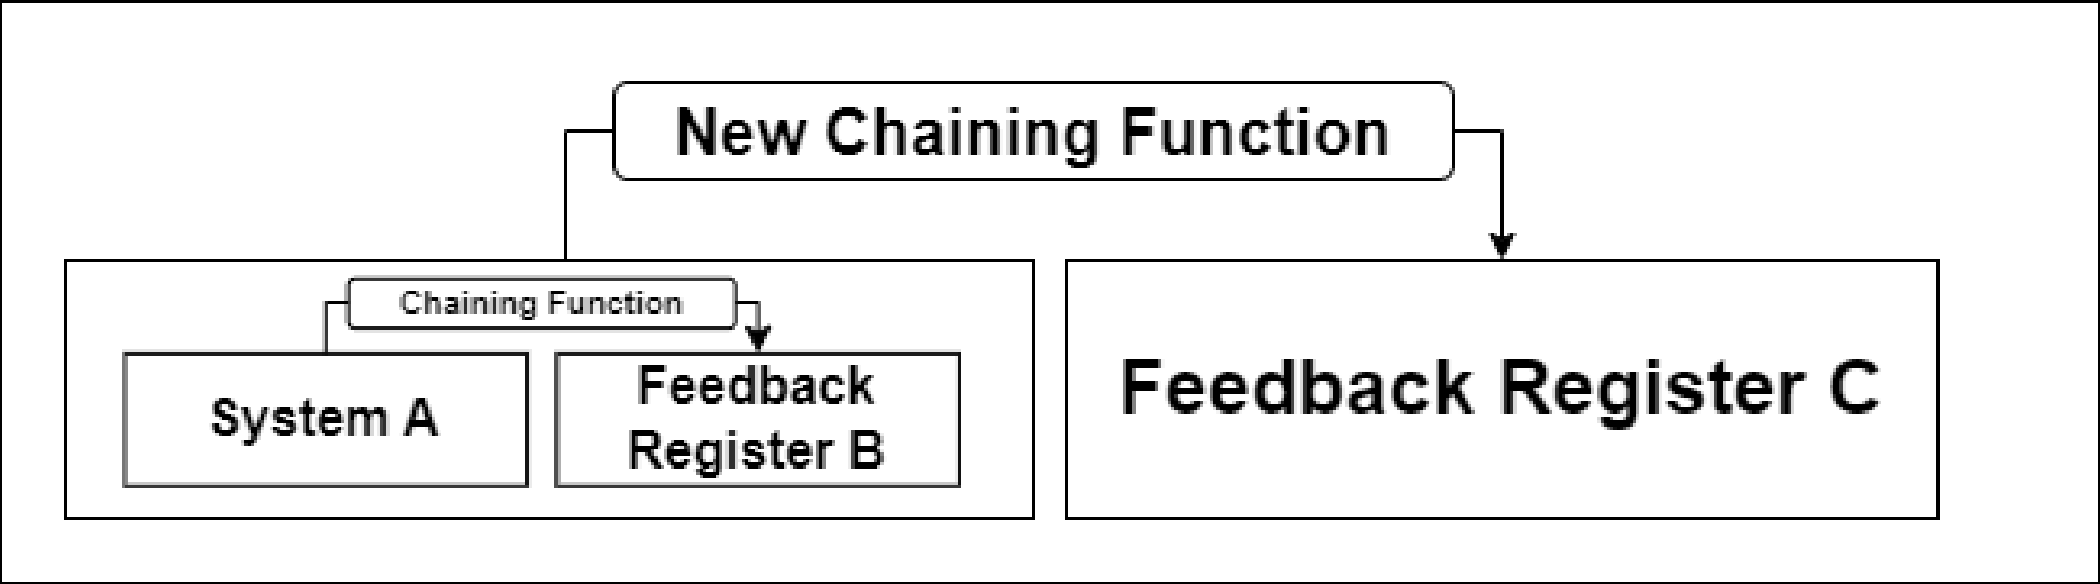 New Chaining Function
Chaining Function
System A
Feedback
Register B
Feedback Register C